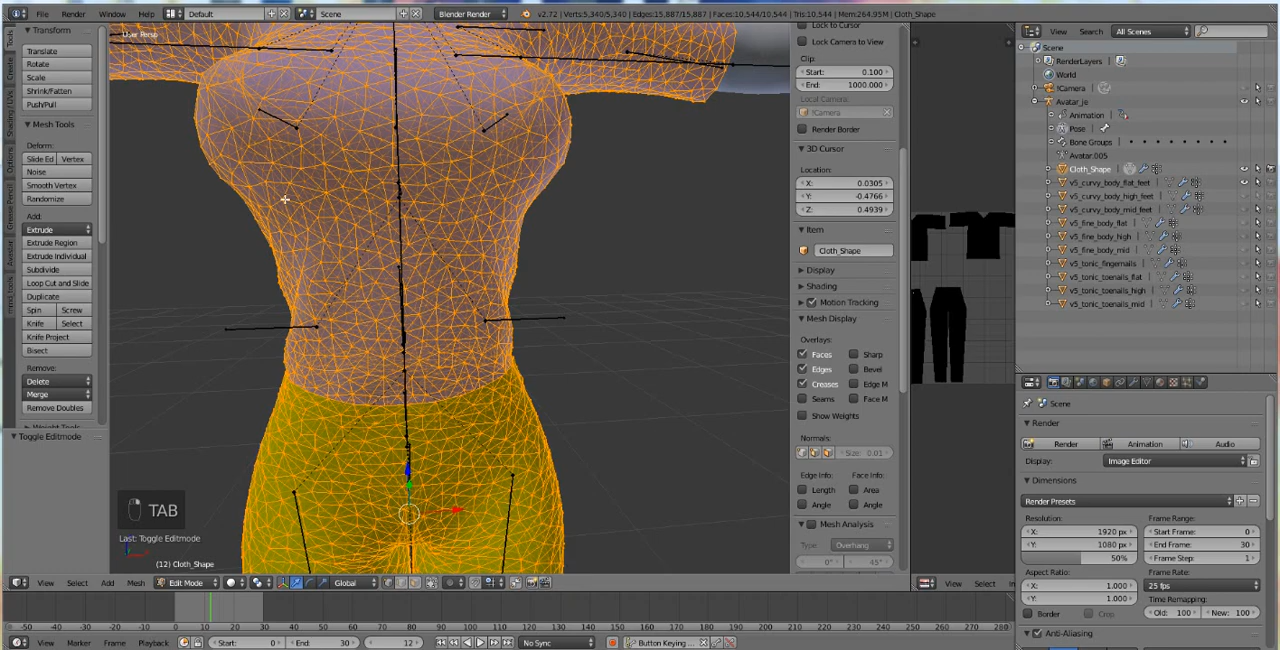 File Render Window Help Default Scene Blender Render v2.72 | Verts:5,340/5,340 | Edges:15,887/15,887 | Faces:10,544/10,544 | Tris:10,544 | Mem:264.95M | Cloth_Shape
Tools
Create
Shading / UVs
Options
Grease Pencil
Avastar
Transform
Translate
Rotate
Scale
Shrink/Fatten
Push/Pull
Mesh Tools
Deform:
Slide Ed Vertex
Noise
Smooth Vertex
Randomize
Add:
Extrude
Extrude Region
Extrude Individual
Subdivide
Loop Cut and Slide
Duplicate
Spin Screw
Knife Select
Knife Project
Bisect
Remove:
Delete
Merge
Remove Doubles
Weight Tools
Toggle Editmode
User Persp
TAB
Last: Toggle Editmode
(12) Cloth_Shape
Lock to Cursor
Lock Camera to View
Clip:
Start: 0.100
End: 1000.000
Local Camera:
!Camera
Render Border
3D Cursor
Location:
X: 0.0305
Y: -0.4766
Z: 0.4939
Item
Cloth_Shape
Display
Shading
Motion Tracking
Mesh Display
Overlays:
Faces Sharp
Edges Bevel
Creases Edge M
Seams Face M
Show Weights
Normals:
Size: 0.01
Edge Info: Face Info:
Length Area
Angle Angle
Mesh Analysis
Type: Overhang
0° 45°
View Select Add Mesh Edit Mode Global
View Select
-50 -40 -30 -20 -10 0 10 20 30 40 50 60 70 80 90 100 110 120 130 140 150 160 170 180 190 200 210 220 230 240 250 260 270 280
View Marker Frame Playback Start: 0 End: 30 12 No Sync Button Keying ...
View Search All Scenes
Scene
RenderLayers
World
!Camera
Avatar_je
Animation
Pose
Bone Groups
Avatar.005
Cloth_Shape
v5_curvy_body_flat_feet
v5_curvy_body_high_feet
v5_curvy_body_mid_feet
v5_fine_body_flat
v5_fine_body_high
v5_fine_body_mid
v5_tonic_fingernails
v5_tonic_toenails_flat
v5_tonic_toenails_high
v5_tonic_toenails_mid
Scene
Render
Render Animation Audio
Display: Image Editor
Dimensions
Render Presets
Resolution: Frame Range:
X: 1920 px Start Frame: 0
Y: 1080 px End Frame: 30
50% Frame Step: 1
Aspect Ratio: Frame Rate:
X: 1.000 25 fps
Y: 1.000 Time Remapping:
Border Crop Old: 100 New: 100
Anti-Aliasing